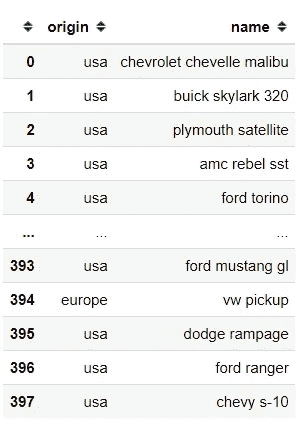 origin name
0 usa chevrolet chevelle malibu
1 usa buick skylark 320
2 usa plymouth satellite
3 usa amc rebel sst
4 usa ford torino
... ... ...
393 usa ford mustang gl
394 europe vw pickup
395 usa dodge rampage
396 usa ford ranger
397 usa chevy s-10